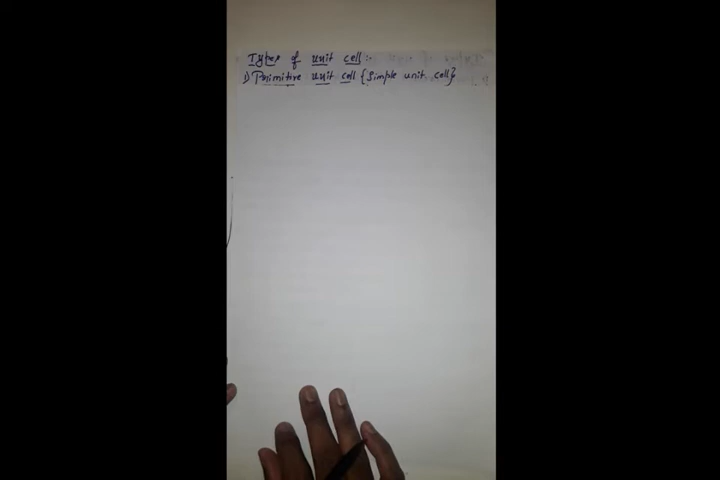 Types of unit cell:-
1) Primitive unit cell {Simple unit cell}